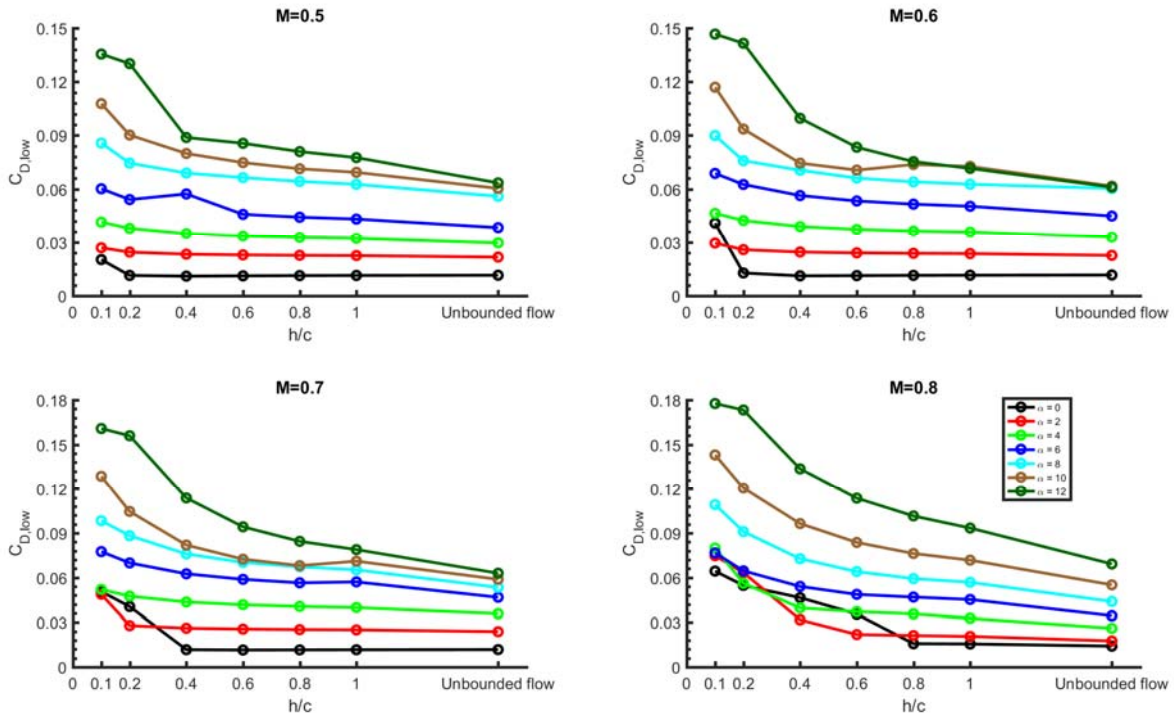 M=0.5
0.15
0.12
0.09
0.06
0.03
0
C_D,low
0 0.1 0.2 0.4 0.6 0.8 1 Unbounded flow
h/c
M=0.6
0.15
0.12
0.09
0.06
0.03
0
C_D,low
0 0.1 0.2 0.4 0.6 0.8 1 Unbounded flow
h/c
M=0.7
0.18
0.15
0.12
0.09
0.06
0.03
0
C_D,low
0 0.1 0.2 0.4 0.6 0.8 1 Unbounded flow
h/c
M=0.8
0.18
0.15
0.12
0.09
0.06
0.03
0
C_D,low
0 0.1 0.2 0.4 0.6 0.8 1 Unbounded flow
h/c
α = 0
α = 2
α = 4
α = 6
α = 8
α = 10
α = 12